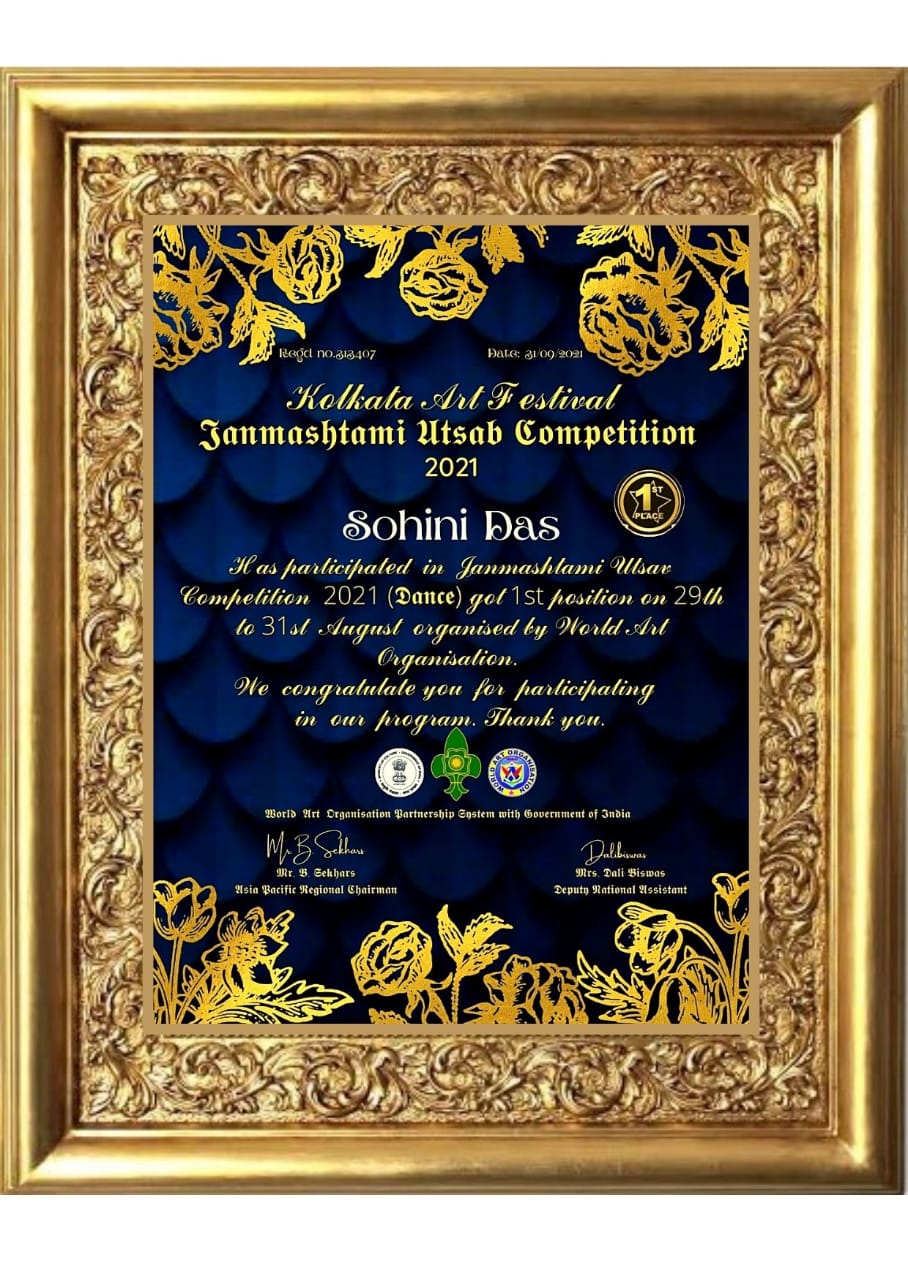 Regd no.313407
Date: 31/09/2021
Kolkata Art Festival
Janmashtami Utsab Competition
2021
1ST
PLACE
Sohini Das
Has participated in Janmashtami Utsav
Competition 2021 (Dance) got 1st position on 29th
to 31st August organised by World Art
Organisation.
We congratulate you for participating
in our program. Thank you.
WORLD ART ORGANISATION
World Art Organisation Partnership System with Government of India
Mr B. Sekhars
Dalibiswas
Mr. B. Sekhars
Mrs. Dali Biswas
Asia Pacific Regional Chairman
Deputy National Assistant